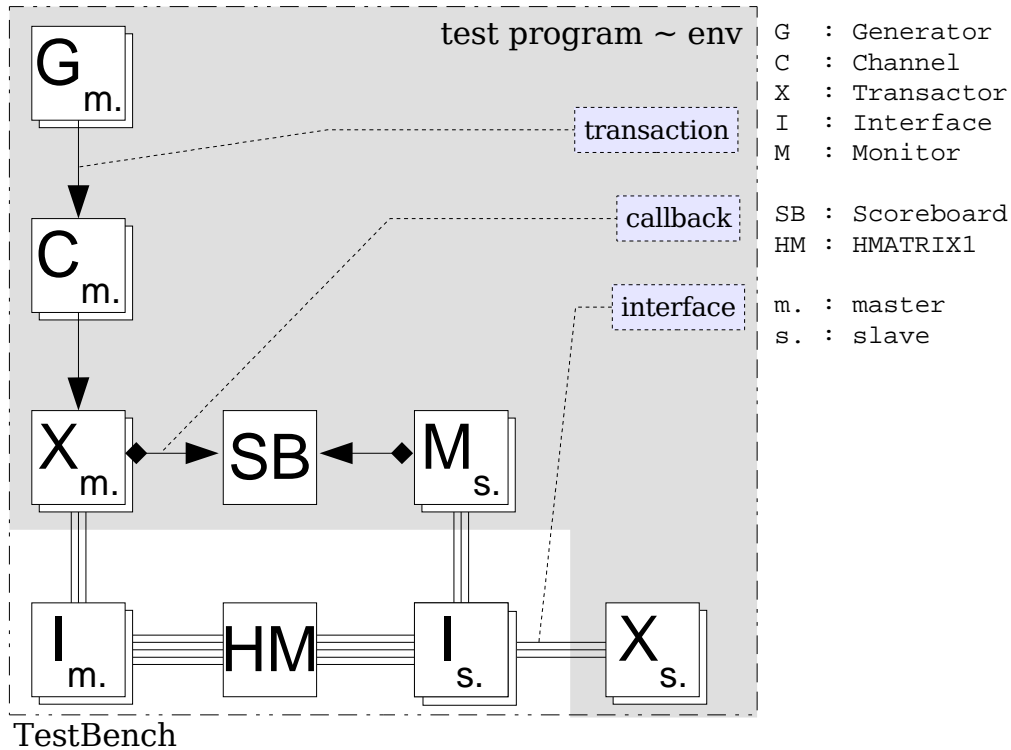 test program ~ env
G
m.
transaction
C
m.
callback
interface
X
m.
SB
M
s.
I
m.
HM
I
s.
X
s.
TestBench
G : Generator
C : Channel
X : Transactor
I : Interface
M : Monitor
SB : Scoreboard
HM : HMATRIX1
m. : master
s. : slave